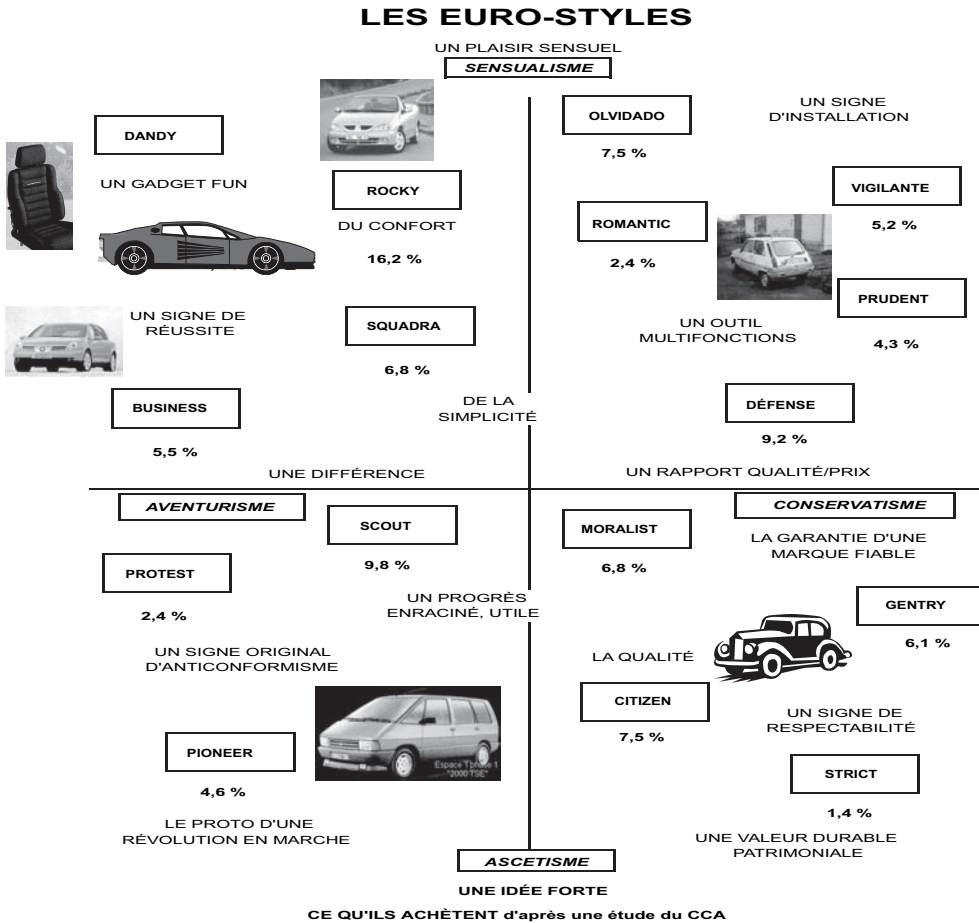 LES EURO-STYLES
UN PLAISIR SENSUEL
SENSUALISME
DANDY
UN GADGET FUN
ROCKY
DU CONFORT
16,2 %
UN SIGNE DE
RÉUSSITE
SQUADRA
6,8 %
BUSINESS
5,5 %
DE LA
SIMPLICITÉ
UNE DIFFÉRENCE
OLVIDADO
7,5 %
UN SIGNE
D'INSTALLATION
VIGILANTE
5,2 %
ROMANTIC
2,4 %
PRUDENT
4,3 %
UN OUTIL
MULTIFONCTIONS
DÉFENSE
9,2 %
UN RAPPORT QUALITÉ/PRIX
AVENTURISME
SCOUT
9,8 %
PROTEST
2,4 %
UN PROGRÈS
ENRACINÉ, UTILE
UN SIGNE ORIGINAL
D'ANTICONFORMISME
PIONEER
4,6 %
Espace 1 phase 1
"2000 TSE"
LE PROTO D'UNE
RÉVOLUTION EN MARCHE
CONSERVATISME
MORALIST
6,8 %
LA GARANTIE D'UNE
MARQUE FIABLE
GENTRY
6,1 %
LA QUALITÉ
CITIZEN
7,5 %
UN SIGNE DE
RESPECTABILITÉ
STRICT
1,4 %
UNE VALEUR DURABLE
PATRIMONIALE
ASCETISME
UNE IDÉE FORTE
CE QU'ILS ACHÈTENT d'après une étude du CCA